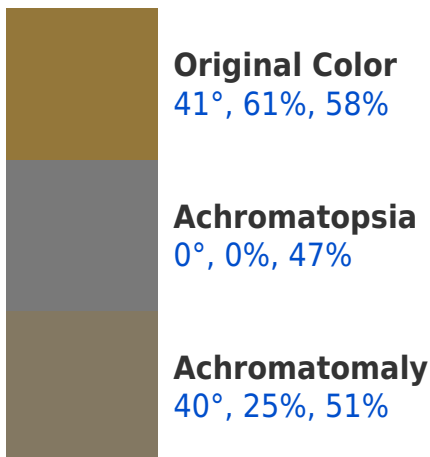 Original Color
41°, 61%, 58%
Achromatopsia
0°, 0%, 47%
Achromatomaly
40°, 25%, 51%